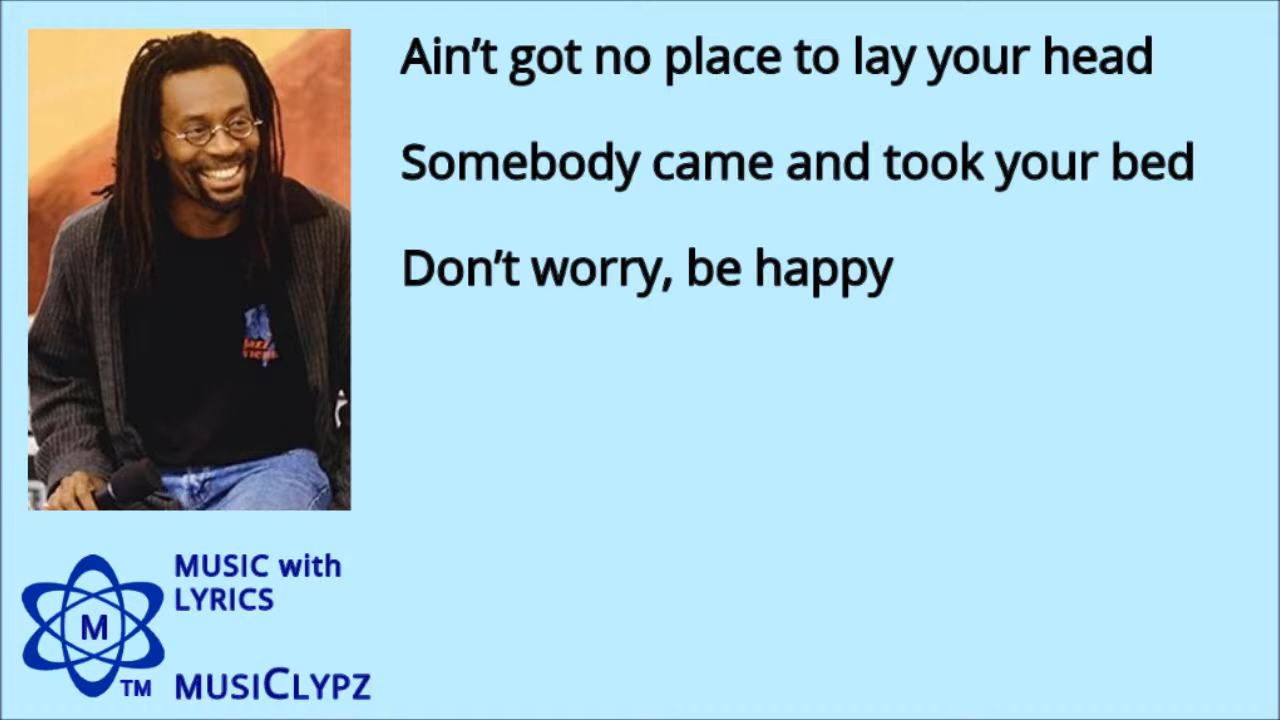 Ain’t got no place to lay your head
Somebody came and took your bed
Don’t worry, be happy
MUSIC with
LYRICS
M
TM
MUSICLYPZ